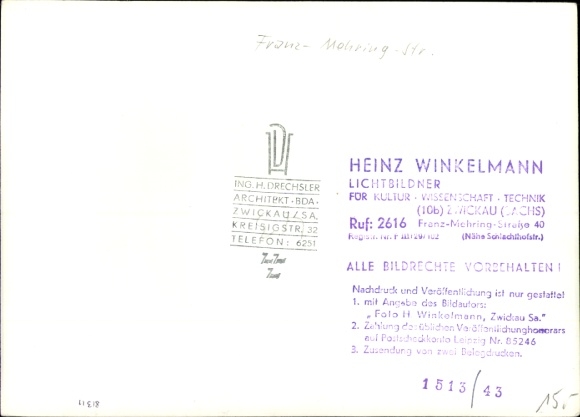 Franz-Mehring-Str.
ING. H. DRECHSLER
ARCHITEKT · BDA ·
ZWICKAU / SA.
KREISIGSTR. 32
TELEFON: 6251
HEINZ WINKELMANN
LICHTBILDNER
FÜR KULTUR · WISSENSCHAFT · TECHNIK
(10b) ZWICKAU (SACHS)
Ruf: 2616 Franz-Mehring-Straße 40
(Nähe Schlachthofstr.)
ALLE BILDRECHTE VORBEHALTEN!
Nachdruck und Veröffentlichung ist nur gestattet
1. mit Angabe des Bildautors:
„Foto H. Winkelmann, Zwickau Sa."
2. Zahlung des üblichen Veröffentlichunghonorars
auf Postscheckkonto Leipzig Nr. 85246
3. Zusendung von zwei Belegdrucken.
1513/43
15,-